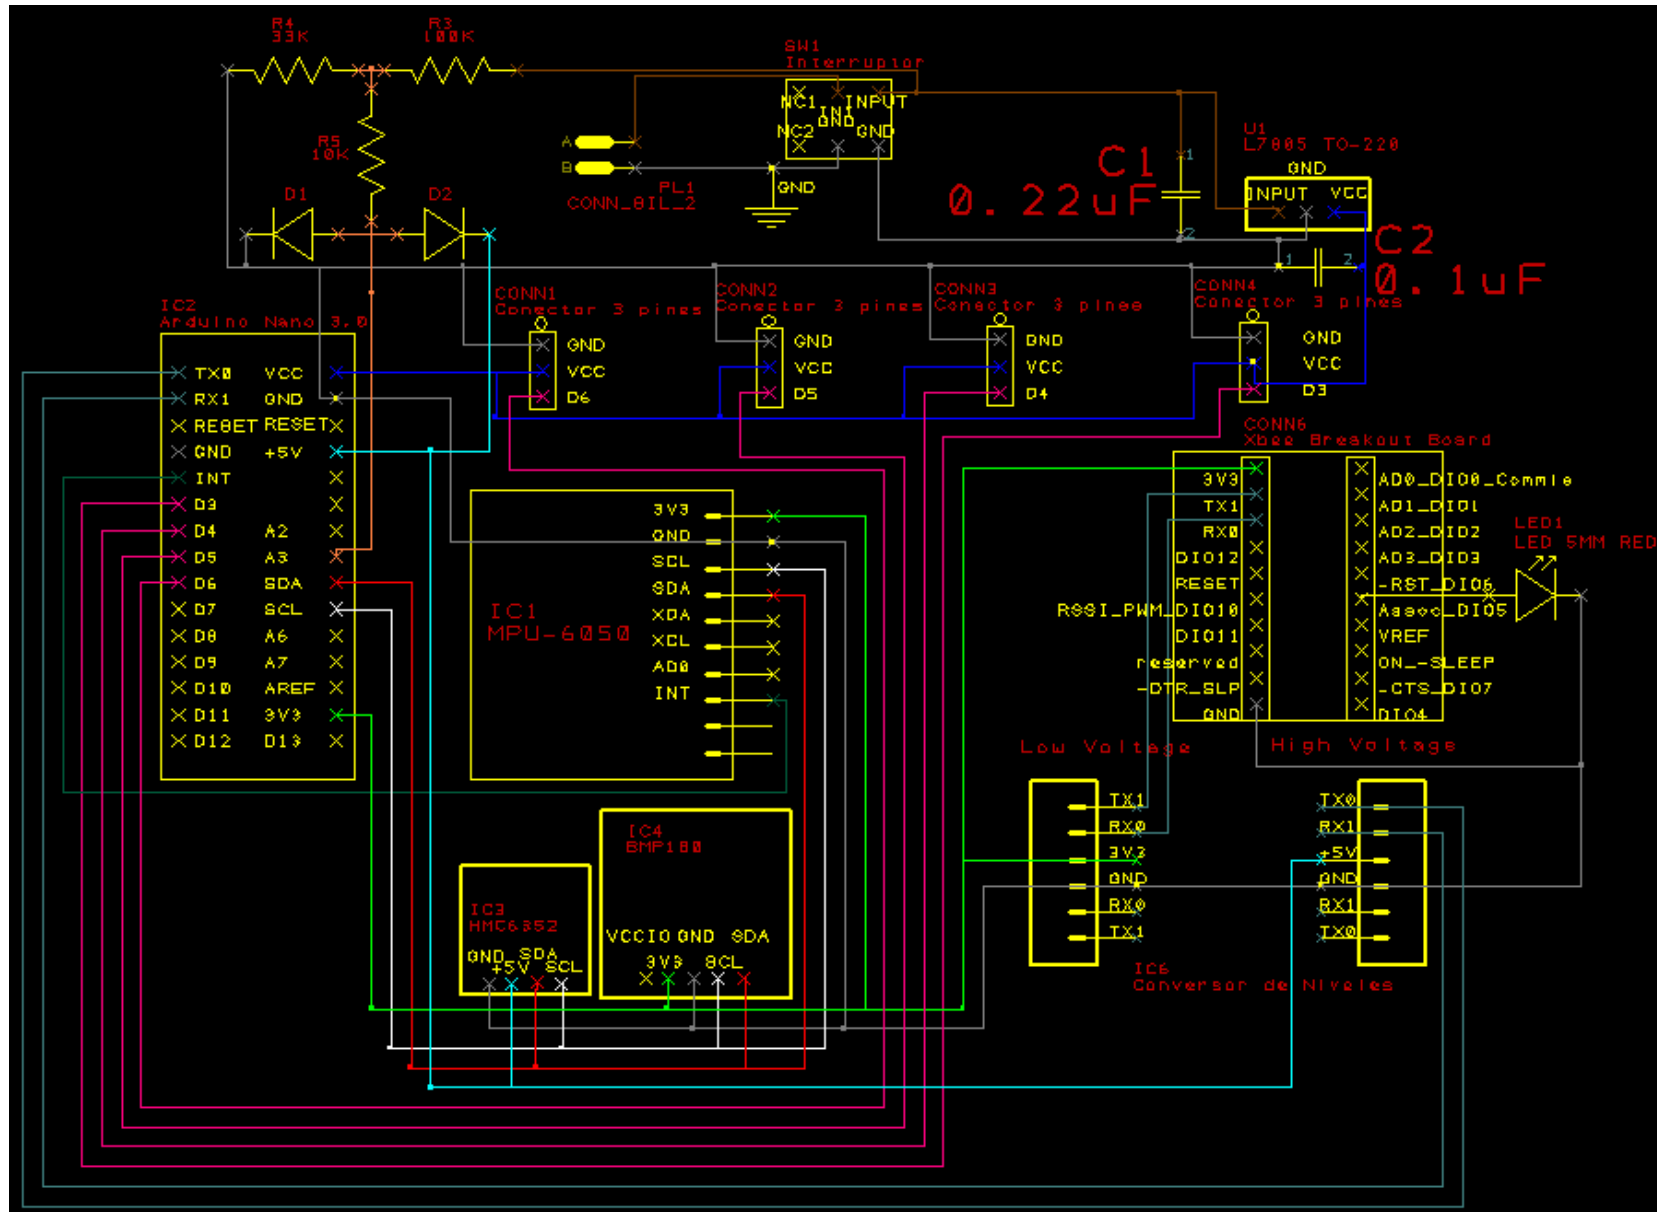 R4
33K
R3
100K
R5
10K
D1
D2
SW1
Interruptor
NC1
INPUT
GND
NC2
GND
A
B
PL1
CONN_SIL_2
GND
C1
0.22uF
1
2
U1
L7805 TO-220
GND
INPUT
VCC
C2
0.1uF
1
2
IC2
Arduino Nano 3.0
TX0
VCC
RX1
GND
RESET
RESET
GND
+5V
INT
D3
D4
A2
D5
A3
D6
SDA
D7
SCL
D8
A6
D9
A7
D10
AREF
D11
3V3
D12
D13
CONN1
Conector 3 pines
GND
VCC
D6
CONN2
Conector 3 pines
GND
VCC
D5
CONN3
Conector 3 pines
GND
VCC
D4
CONN4
Conector 3 pines
GND
VCC
D3
IC1
MPU-6050
3V3
GND
SCL
SDA
XDA
XCL
AD0
INT
CONN6
Xbee Breakout Board
3V3
TX1
RX0
DIO12
RESET
RSSI_PWM_DIO10
DIO11
reserved
-DTR_SLP
GND
AD0_DIO0_Commis
AD1_DIO1
AD2_DIO2
AD3_DIO3
-RST_DIO6
Assoc_DIO5
VREF
ON_-SLEEP
-CTS_DIO7
DIO4
LED1
LED 5MM RED
Low Voltage
High Voltage
TX1
RX0
3V3
GND
RX0
TX1
TX0
RX1
+5V
GND
RX1
TX0
IC6
Conversor de Niveles
IC3
HMC6352
GND
+5V
SDA
SCL
IC4
BMP180
VCCIO
3V3
GND
SCL
SDA